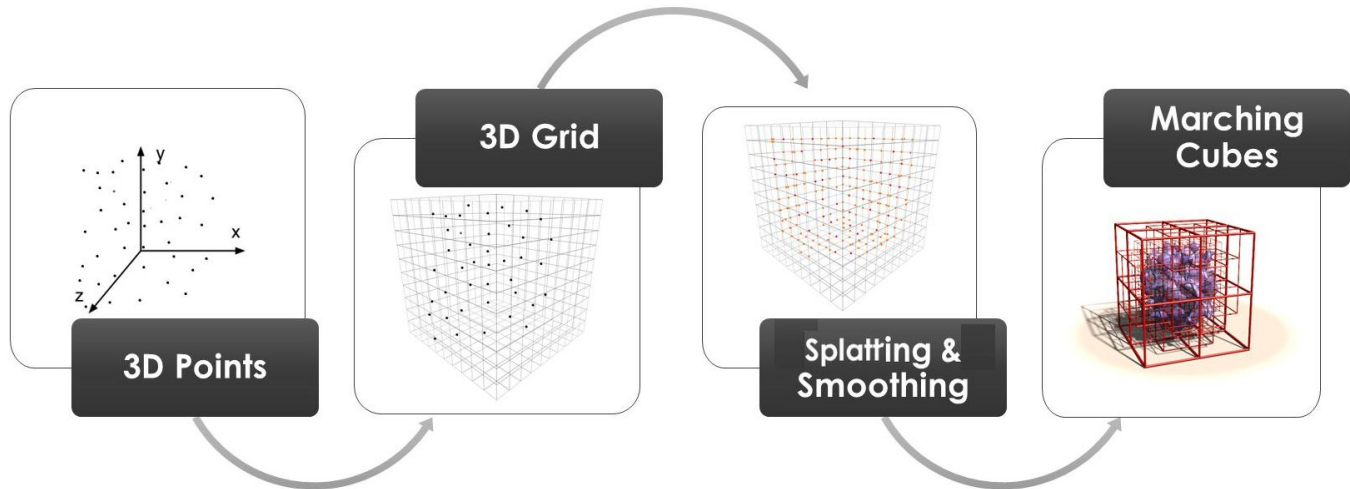 y
x
z
3D Points
3D Grid
Splatting &
Smoothing
Marching
Cubes